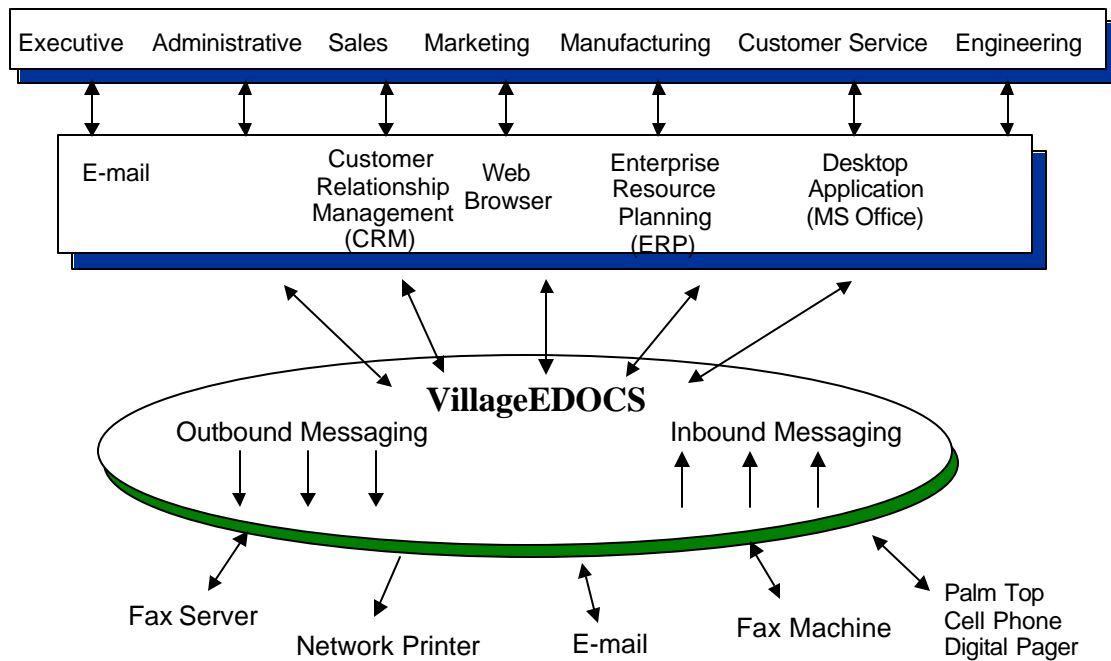 Executive Administrative Sales Marketing Manufacturing Customer Service Engineering
E-mail
Customer
Relationship
Management
(CRM)
Web
Browser
Enterprise
Resource
Planning
(ERP)
Desktop
Application
(MS Office)
VillageEDOCS
Outbound Messaging
Inbound Messaging
Fax Server
Network Printer
E-mail
Fax Machine
Palm Top
Cell Phone
Digital Pager